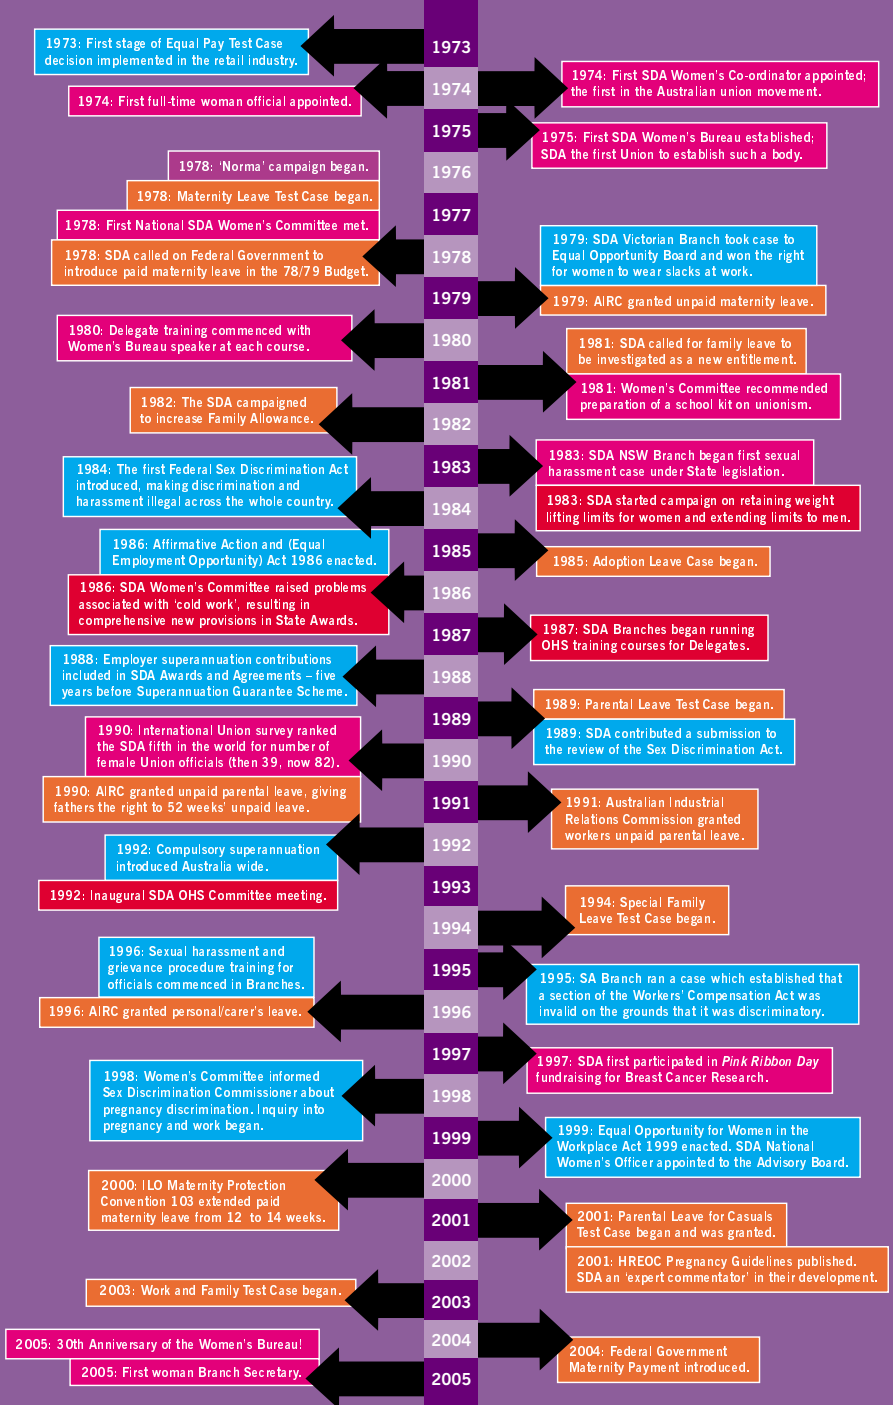 1973
1973: First stage of Equal Pay Test Case
decision implemented in the retail industry.
1974
1974: First full-time woman official appointed.
1974: First SDA Women's Co-ordinator appointed;
the first in the Australian union movement.
1975
1975: First SDA Women's Bureau established;
SDA the first Union to establish such a body.
1976
1977
1978: ‘Norma’ campaign began.
1978: Maternity Leave Test Case began.
1978: First National SDA Women's Committee met.
1978: SDA called on Federal Government to
introduce paid maternity leave in the 78/79 Budget.
1978
1979: SDA Victorian Branch took case to
Equal Opportunity Board and won the right
for women to wear slacks at work.
1979: AIRC granted unpaid maternity leave.
1979
1980: Delegate training commenced with
Women's Bureau speaker at each course.
1980
1981: SDA called for family leave to
be investigated as a new entitlement.
1981: Women's Committee recommended
preparation of a school kit on unionism.
1981
1982: The SDA campaigned
to increase Family Allowance.
1982
1983: SDA NSW Branch began first sexual
harassment case under State legislation.
1983: SDA started campaign on retaining weight
lifting limits for women and extending limits to men.
1983
1984: The first Federal Sex Discrimination Act
introduced, making discrimination and
harassment illegal across the whole country.
1984
1985
1985: Adoption Leave Case began.
1986: Affirmative Action and (Equal
Employment Opportunity) Act 1986 enacted.
1986: SDA Women's Committee raised problems
associated with ‘cold work’, resulting in
comprehensive new provisions in State Awards.
1986
1987
1987: SDA Branches began running
OHS training courses for Delegates.
1988: Employer superannuation contributions
included in SDA Awards and Agreements – five
years before Superannuation Guarantee Scheme.
1988
1989: Parental Leave Test Case began.
1989: SDA contributed a submission to
the review of the Sex Discrimination Act.
1989
1990: International Union survey ranked
the SDA fifth in the world for number of
female Union officials (then 39, now 82).
1990: AIRC granted unpaid parental leave, giving
fathers the right to 52 weeks' unpaid leave.
1990
1991
1991: Australian Industrial
Relations Commission granted
workers unpaid parental leave.
1992: Compulsory superannuation
introduced Australia wide.
1992: Inaugural SDA OHS Committee meeting.
1992
1993
1994: Special Family
Leave Test Case began.
1994
1995
1995: SA Branch ran a case which established that
a section of the Workers' Compensation Act was
invalid on the grounds that it was discriminatory.
1996: Sexual harassment and
grievance procedure training for
officials commenced in Branches.
1996: AIRC granted personal/carer's leave.
1996
1997
1997: SDA first participated in Pink Ribbon Day
fundraising for Breast Cancer Research.
1998: Women's Committee informed
Sex Discrimination Commissioner about
pregnancy discrimination. Inquiry into
pregnancy and work began.
1998
1999
1999: Equal Opportunity for Women in the
Workplace Act 1999 enacted. SDA National
Women's Officer appointed to the Advisory Board.
2000: ILO Maternity Protection
Convention 103 extended paid
maternity leave from 12 to 14 weeks.
2000
2001
2001: Parental Leave for Casuals
Test Case began and was granted.
2001: HREOC Pregnancy Guidelines published.
SDA an ‘expert commentator’ in their development.
2002
2003: Work and Family Test Case began.
2003
2004
2004: Federal Government
Maternity Payment introduced.
2005: 30th Anniversary of the Women's Bureau!
2005: First woman Branch Secretary.
2005